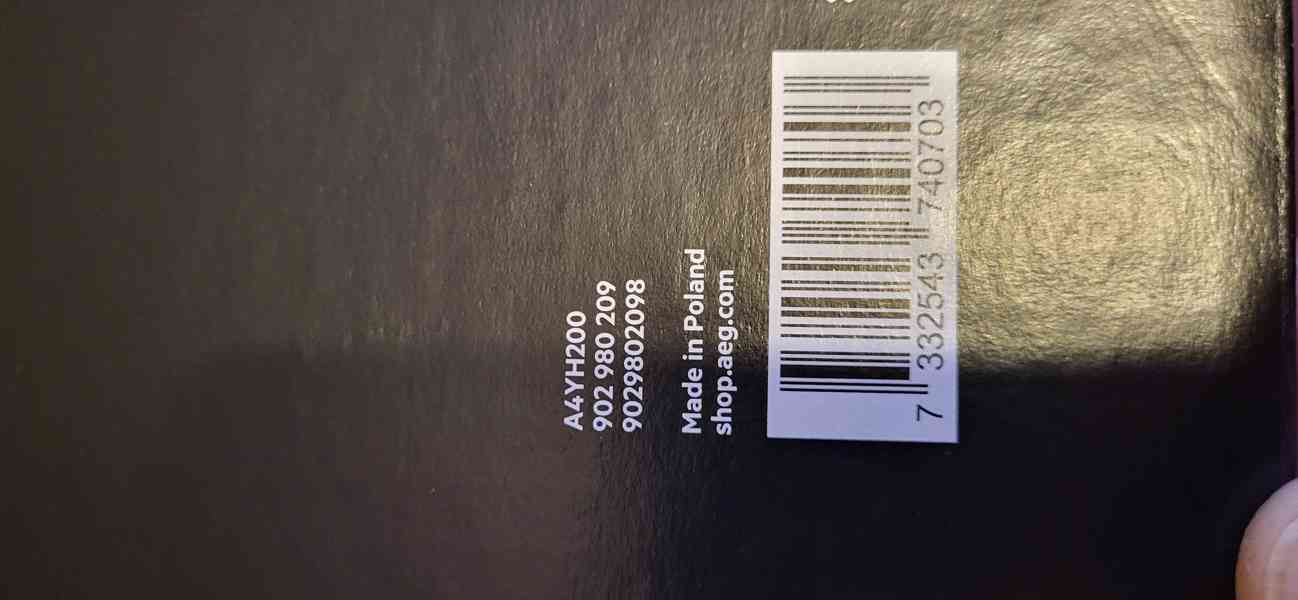 A4YH200
902 980 209
9029802098
Made in Poland
shop.aeg.com
7 332543 740703